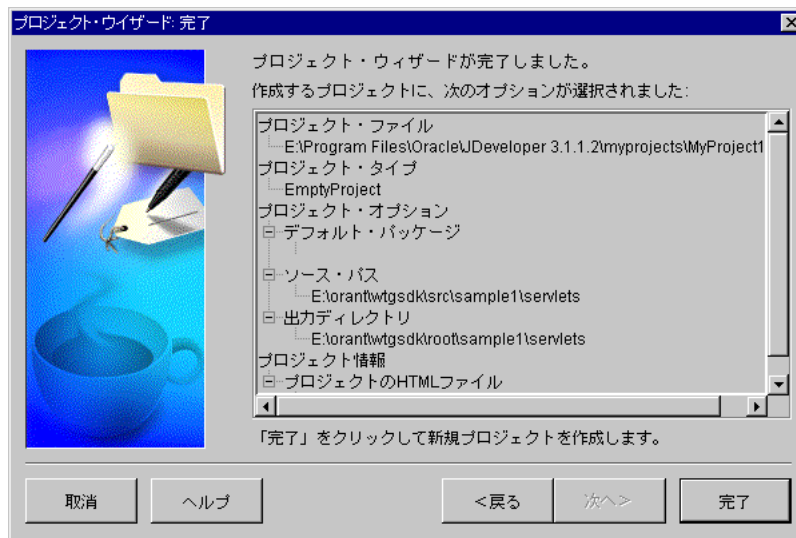 プロジェクト・ウィザード: 完了
プロジェクト・ウィザードが完了しました。
作成するプロジェクトに、次のオプションが選択されました:
プロジェクト・ファイル
E:\Program Files\Oracle\JDeveloper 3.1.1.2\myprojects\MyProject1
プロジェクト・タイプ
EmptyProject
プロジェクト・オプション
デフォルト・パッケージ
ソース・パス
E:\orant\wtgsdk\src\sample1\servlets
出力ディレクトリ
E:\orant\wtgsdk\root\sample1\servlets
プロジェクト情報
プロジェクトのHTMLファイル
「完了」をクリックして新規プロジェクトを作成します。
取消 ヘルプ <戻る 次へ> 完了